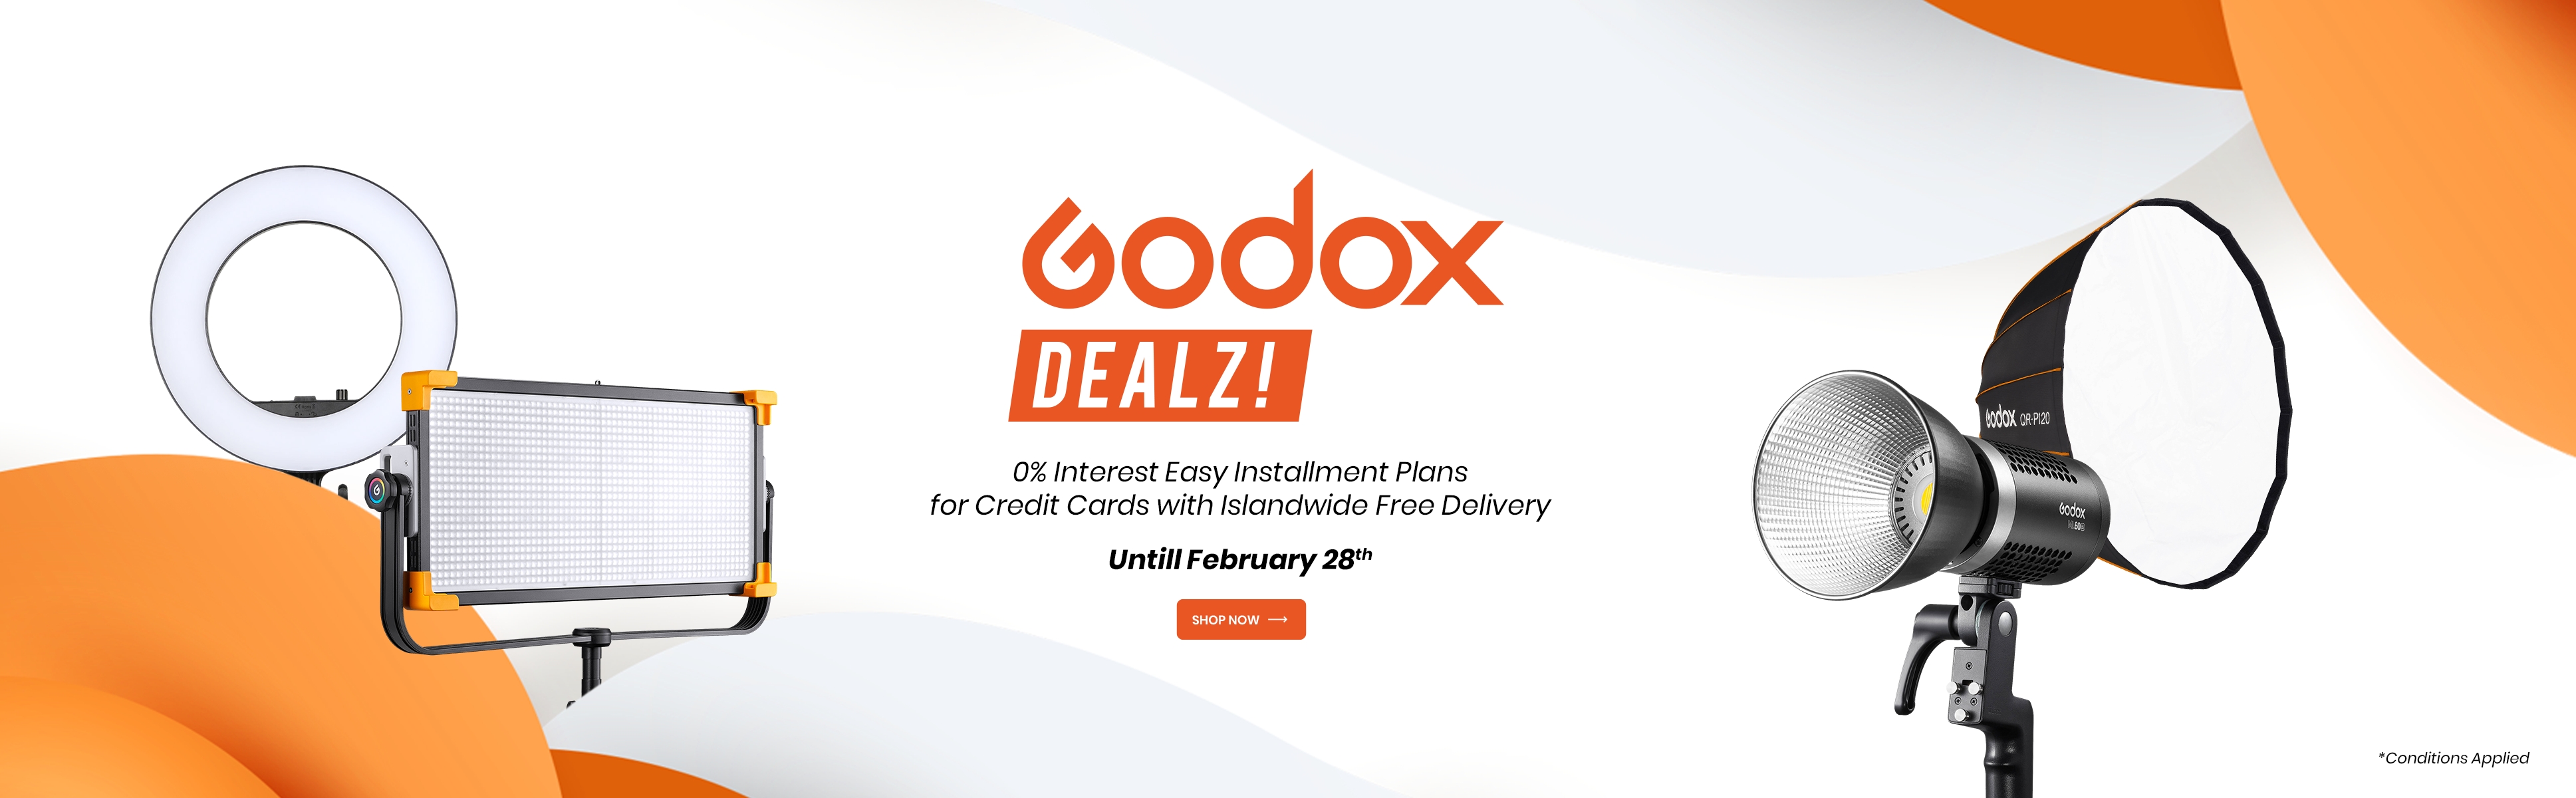 Godox
DEALZ!
0% Interest Easy Installment Plans
for Credit Cards with Islandwide Free Delivery
Untill February 28th
SHOP NOW →
Godox QR-P120
Godox
*Conditions Applied